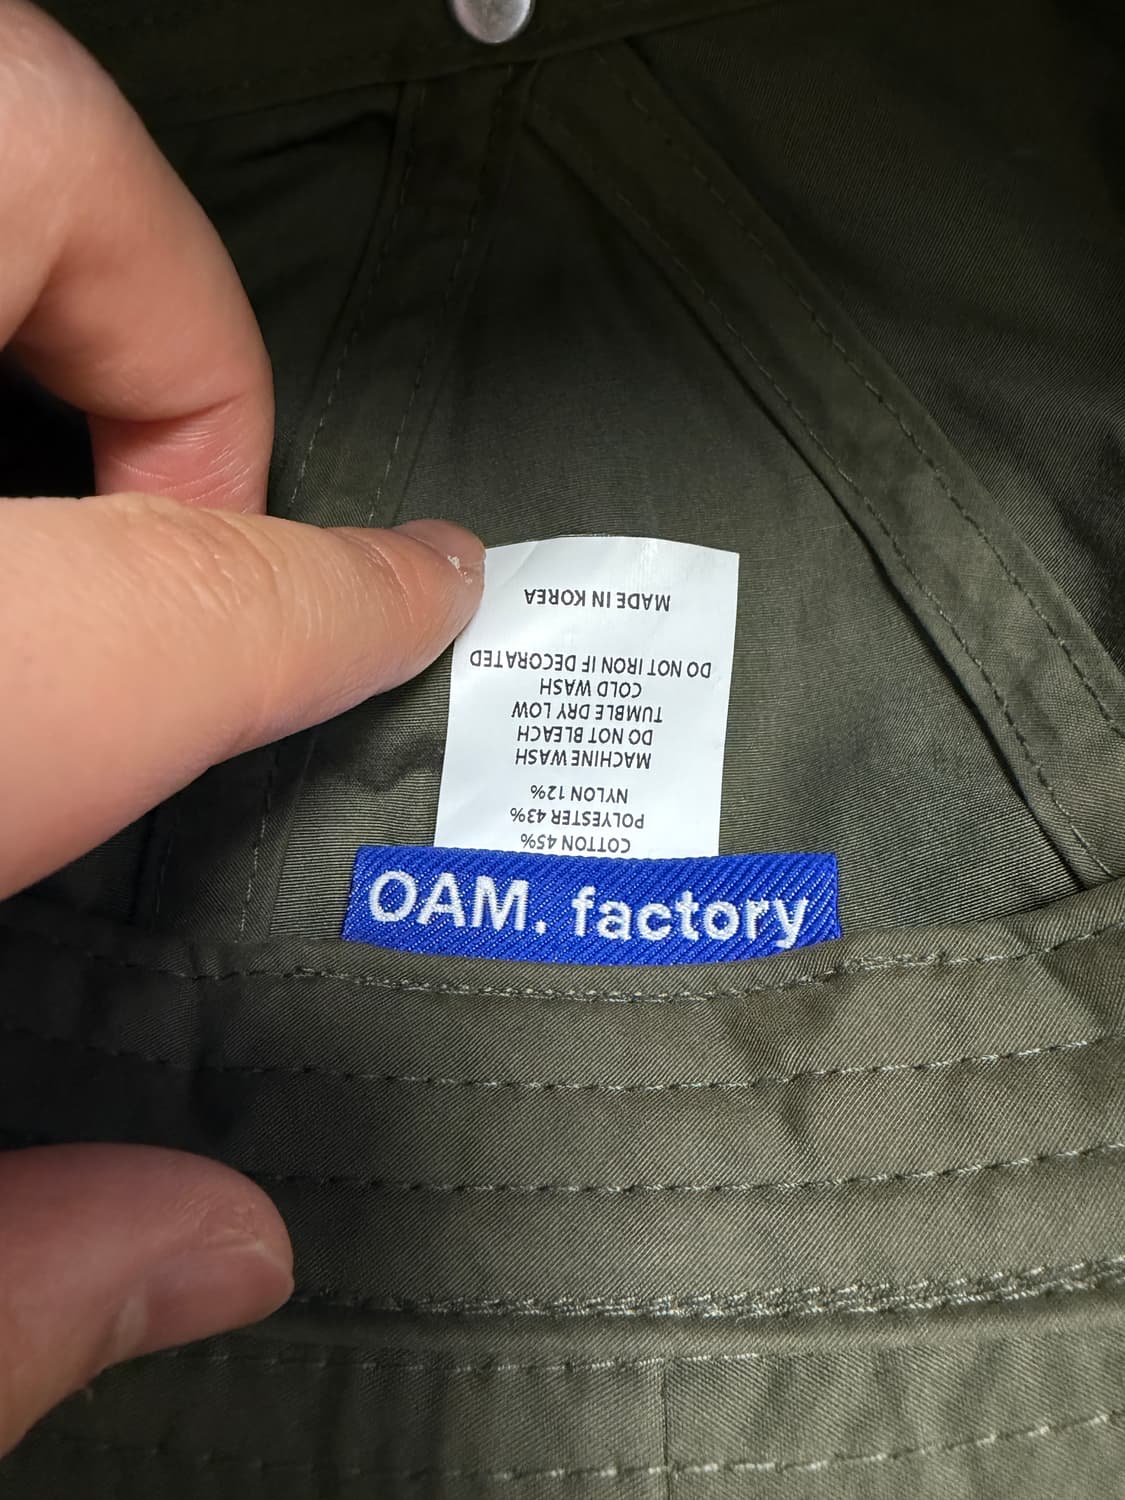 COTTON 45%
POLYESTER 43%
NYLON 12%
MACHINE WASH
DO NOT BLEACH
TUMBLE DRY LOW
COLD WASH
DO NOT IRON IF DECORATED
MADE IN KOREA
OAM. factory